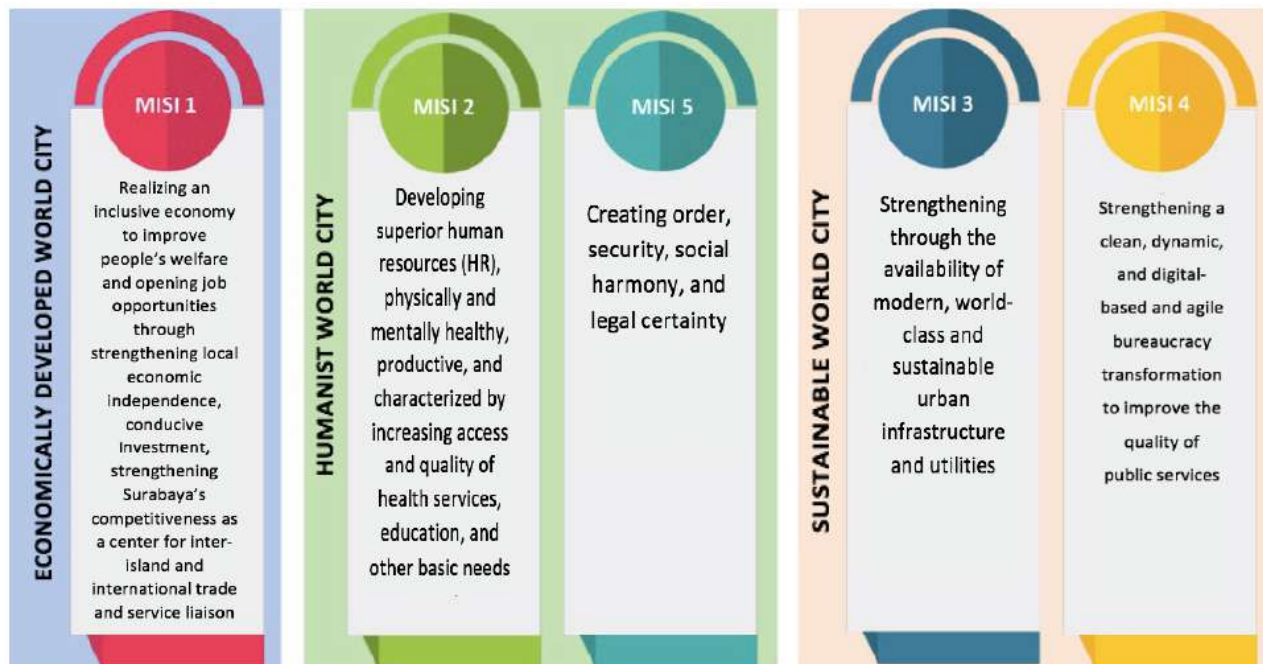 ECONOMICALLY DEVELOPED WORLD CITY
MISI 1
Realizing an
inclusive economy
to improve
people's welfare
and opening job
opportunities
through
strengthening local
economic
independence,
conducive
Investment,
strengthening
Surabaya's
competitiveness as
a center for inter-
island and
international trade
and service liaison
HUMANIST WORLD CITY
MISI 2
Developing
superior human
resources (HR),
physically and
mentally healthy,
productive, and
characterized by
increasing access
and quality of
health services,
education, and
other basic needs
MISI 5
Creating order,
security, social
harmony, and
legal certainty
SUSTAINABLE WORLD CITY
MISI 3
Strengthening
through the
availability of
modern, world-
class and
sustainable
urban
infrastructure
and utilities
MISI 4
Strengthening a
clean, dynamic,
and digital-
based and agile
bureaucracy
transformation
to improve the
quality of
public services